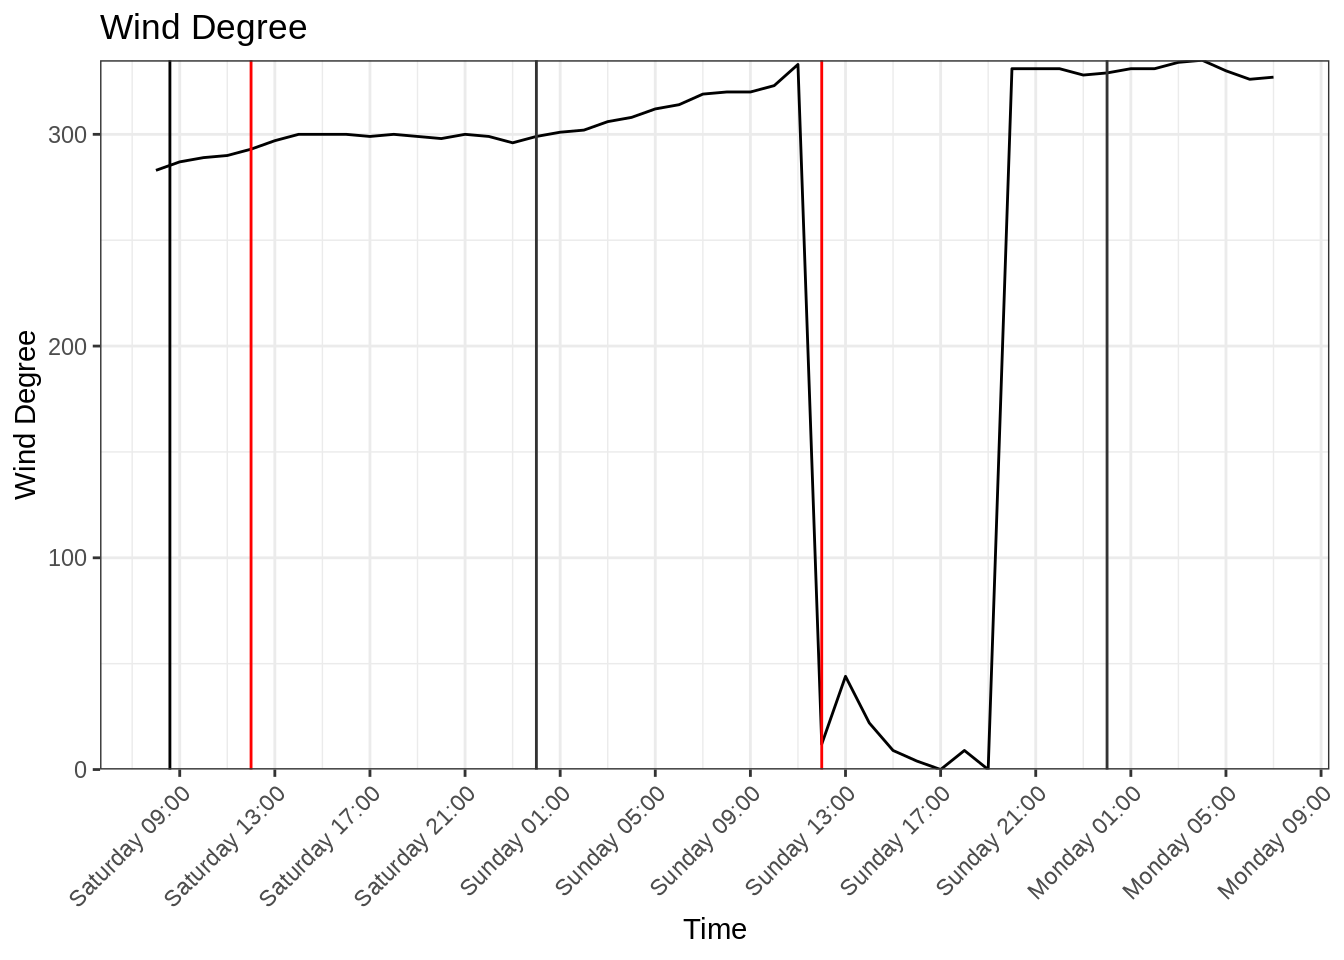 Wind Degree
Wind Degree
300
200
100
0
Saturday 09:00
Saturday 13:00
Saturday 17:00
Saturday 21:00
Sunday 01:00
Sunday 05:00
Sunday 09:00
Sunday 13:00
Sunday 17:00
Sunday 21:00
Monday 01:00
Monday 05:00
Monday 09:00
Time